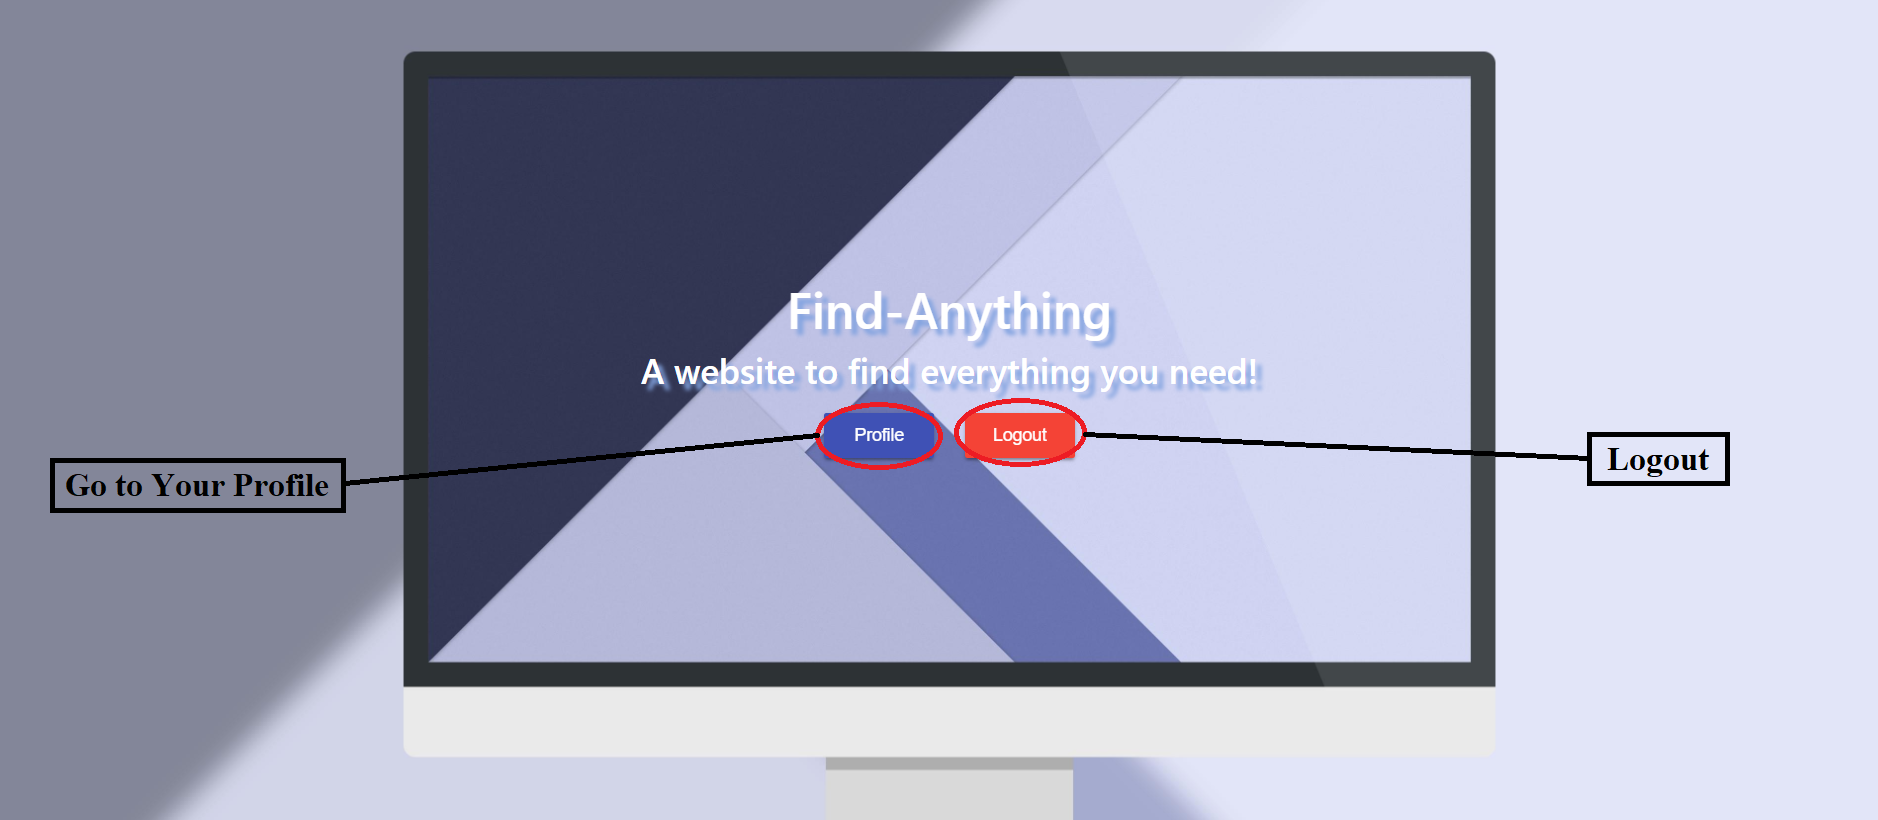 Find-Anything
A website to find everything you need!
Profile
Logout
Go to Your Profile
Logout